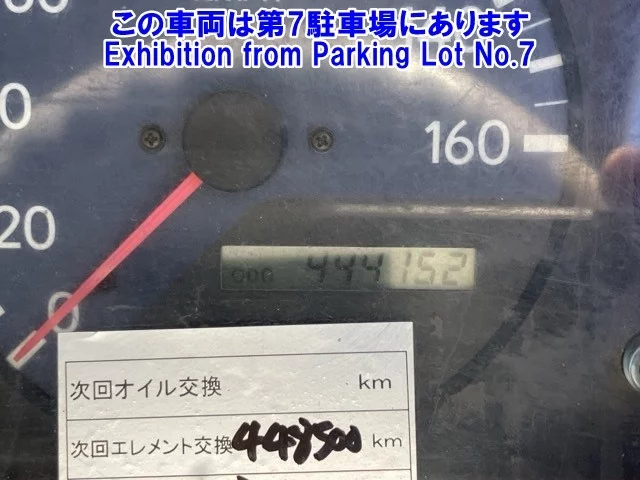 この車両は第7駐車場にあります
Exhibition from Parking Lot No.7
160
20
0
ODO 444152
次回オイル交換 km
次回エレメント交換 448500 km